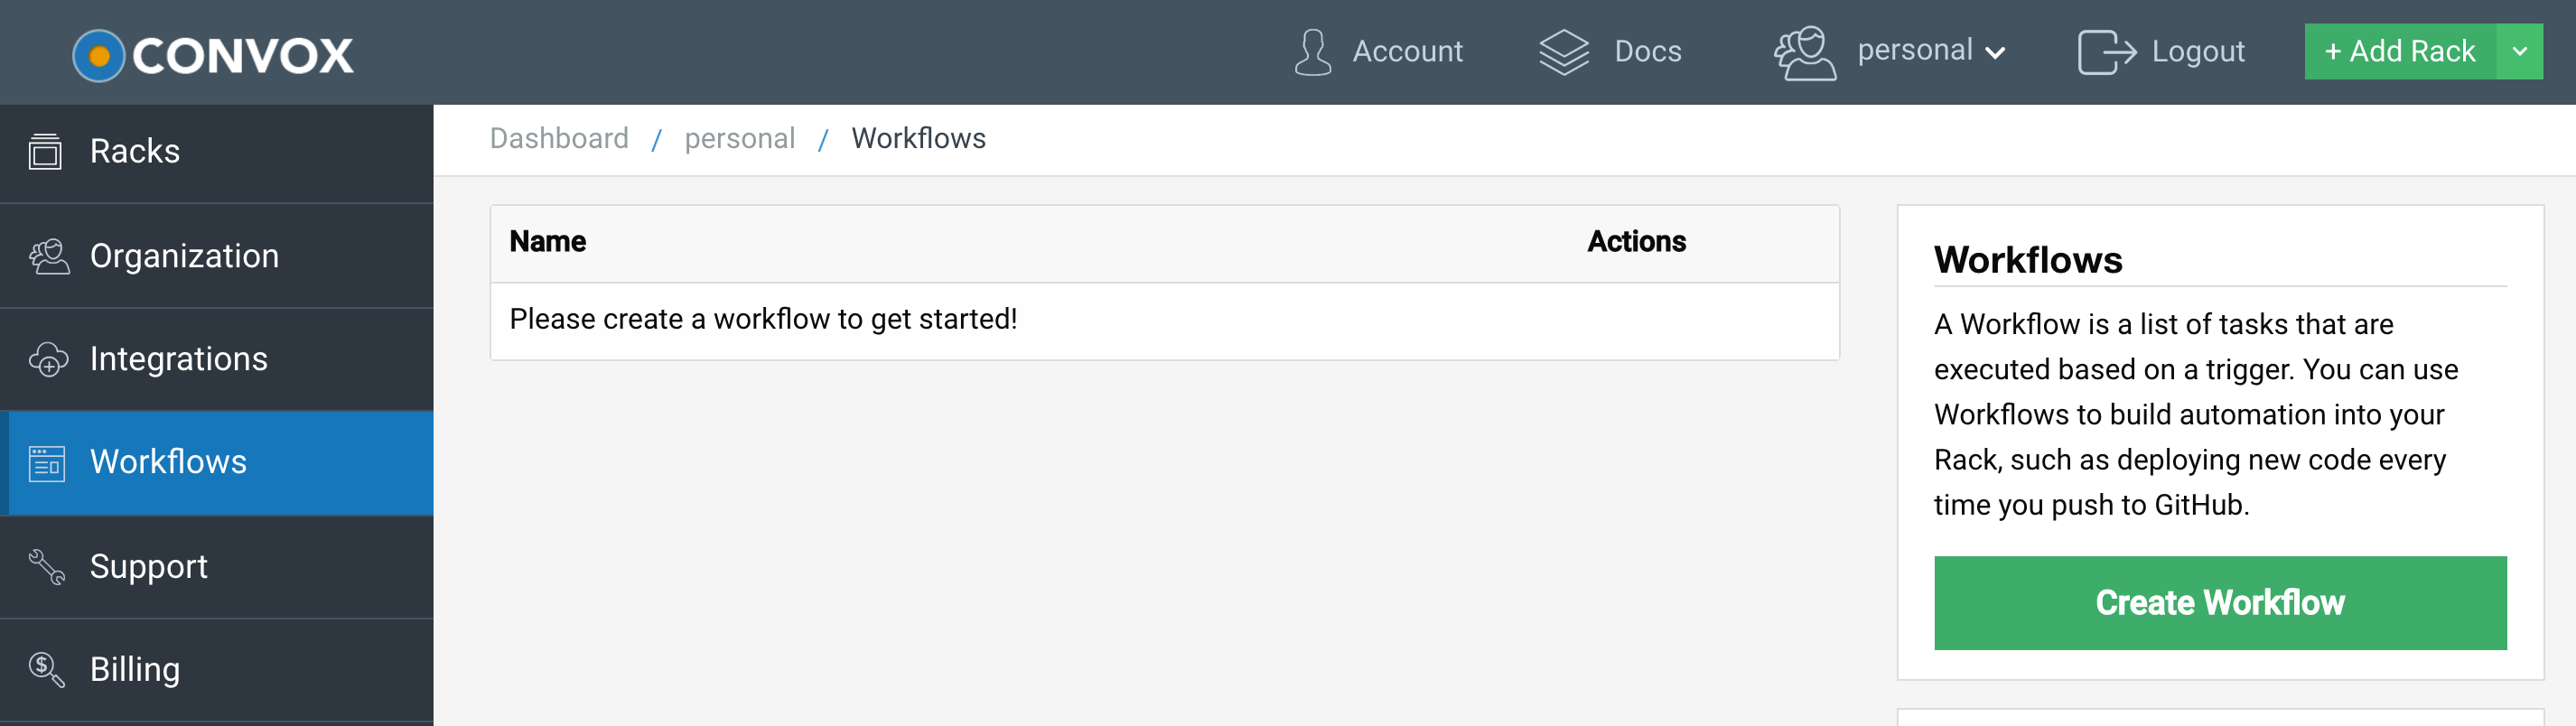 CONVOX
Account
Docs
personal
Logout
+ Add Rack
Racks
Organization
Integrations
Workflows
Support
Billing
Dashboard / personal / Workflows
Name Actions
Please create a workflow to get started!
Workflows
A Workflow is a list of tasks that are
executed based on a trigger. You can use
Workflows to build automation into your
Rack, such as deploying new code every
time you push to GitHub.
Create Workflow